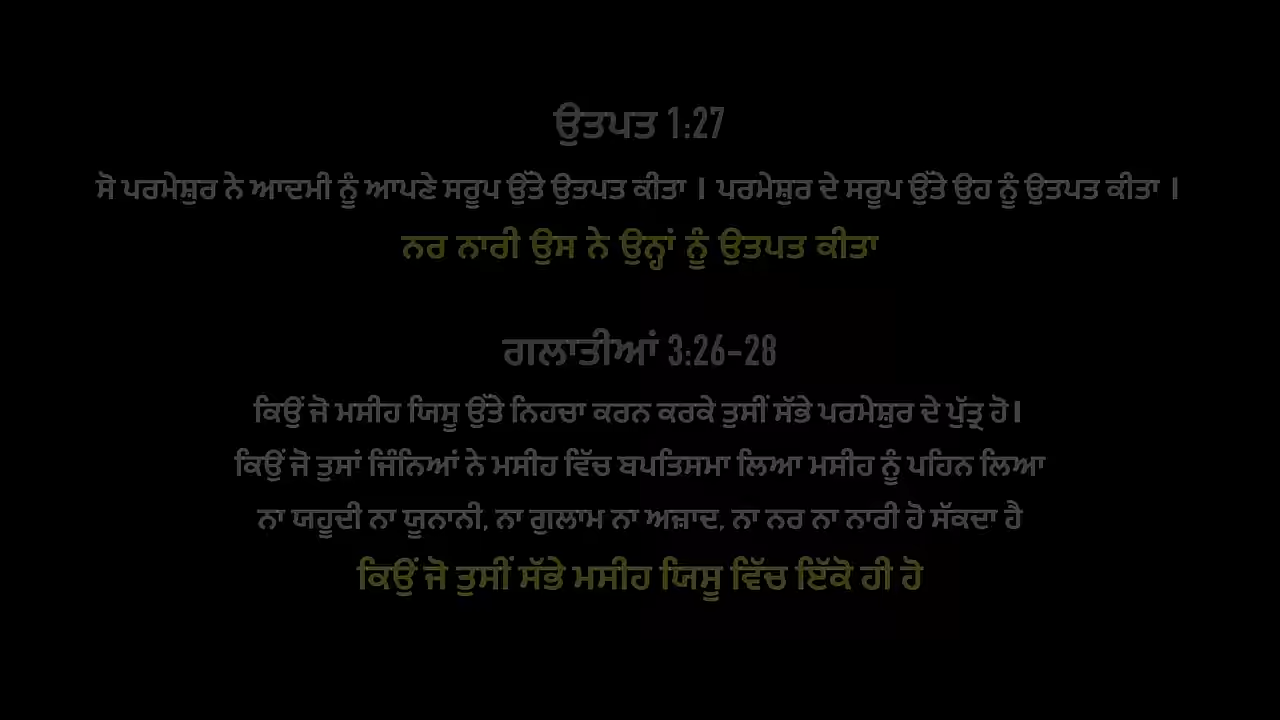 ਉਤਪਤ 1:27
ਸੋ ਪਰਮੇਸ਼ੁਰ ਨੇ ਆਦਮੀ ਨੂੰ ਆਪਣੇ ਸਰੂਪ ਉੱਤੇ ਉਤਪਤ ਕੀਤਾ । ਪਰਮੇਸ਼ੁਰ ਦੇ ਸਰੂਪ ਉੱਤੇ ਉਹ ਨੂੰ ਉਤਪਤ ਕੀਤਾ ।
ਨਰ ਨਾਰੀ ਉਸ ਨੇ ਉਨ੍ਹਾਂ ਨੂੰ ਉਤਪਤ ਕੀਤਾ
ਗਲਾਤੀਆਂ 3:26-28
ਕਿਉਂ ਜੋ ਮਸੀਹ ਯਿਸੂ ਉੱਤੇ ਨਿਹਚਾ ਕਰਨ ਕਰਕੇ ਤੁਸੀਂ ਸੱਭੇ ਪਰਮੇਸ਼ੁਰ ਦੇ ਪੁੱਤ੍ਰ ਹੋ।
ਕਿਉਂ ਜੋ ਤੁਸਾਂ ਜਿੰਨਿਆਂ ਨੇ ਮਸੀਹ ਵਿੱਚ ਬਪਤਿਸਮਾ ਲਿਆ ਮਸੀਹ ਨੂੰ ਪਹਿਨ ਲਿਆ
ਨਾ ਯਹੂਦੀ ਨਾ ਯੂਨਾਨੀ, ਨਾ ਗੁਲਾਮ ਨਾ ਅਜ਼ਾਦ, ਨਾ ਨਰ ਨਾ ਨਾਰੀ ਹੋ ਸੱਕਦਾ ਹੈ
ਕਿਉਂ ਜੋ ਤੁਸੀਂ ਸੱਭੇ ਮਸੀਹ ਯਿਸੂ ਵਿੱਚ ਇੱਕੋ ਹੀ ਹੋ